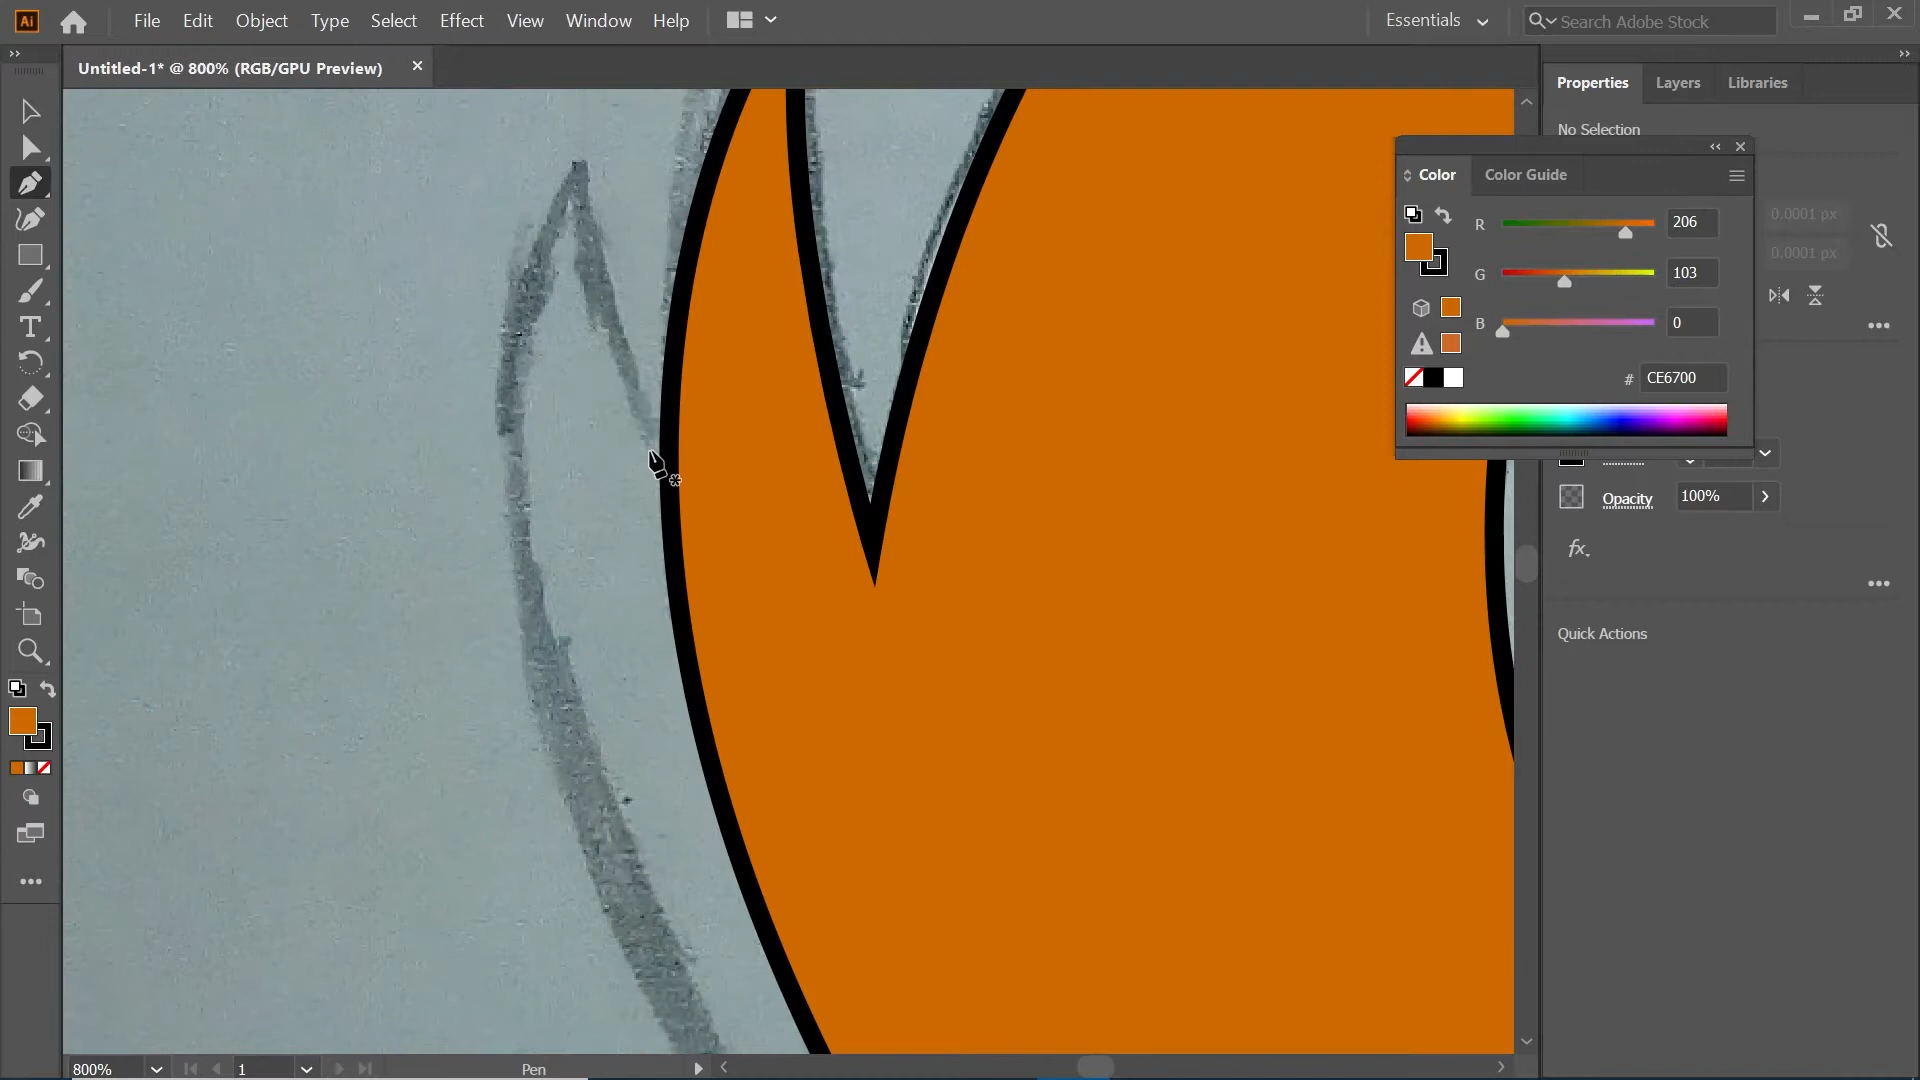 Ai File Edit Object Type Select Effect View Window Help Essentials Search Adobe Stock
Untitled-1* @ 800% (RGB/GPU Preview)
Properties Layers Libraries
No Selection
Color Color Guide
R 206
G 103
B 0
# CE6700
0.0001 px
0.0001 px
Opacity 100%
fx.
Quick Actions
800% 1 Pen